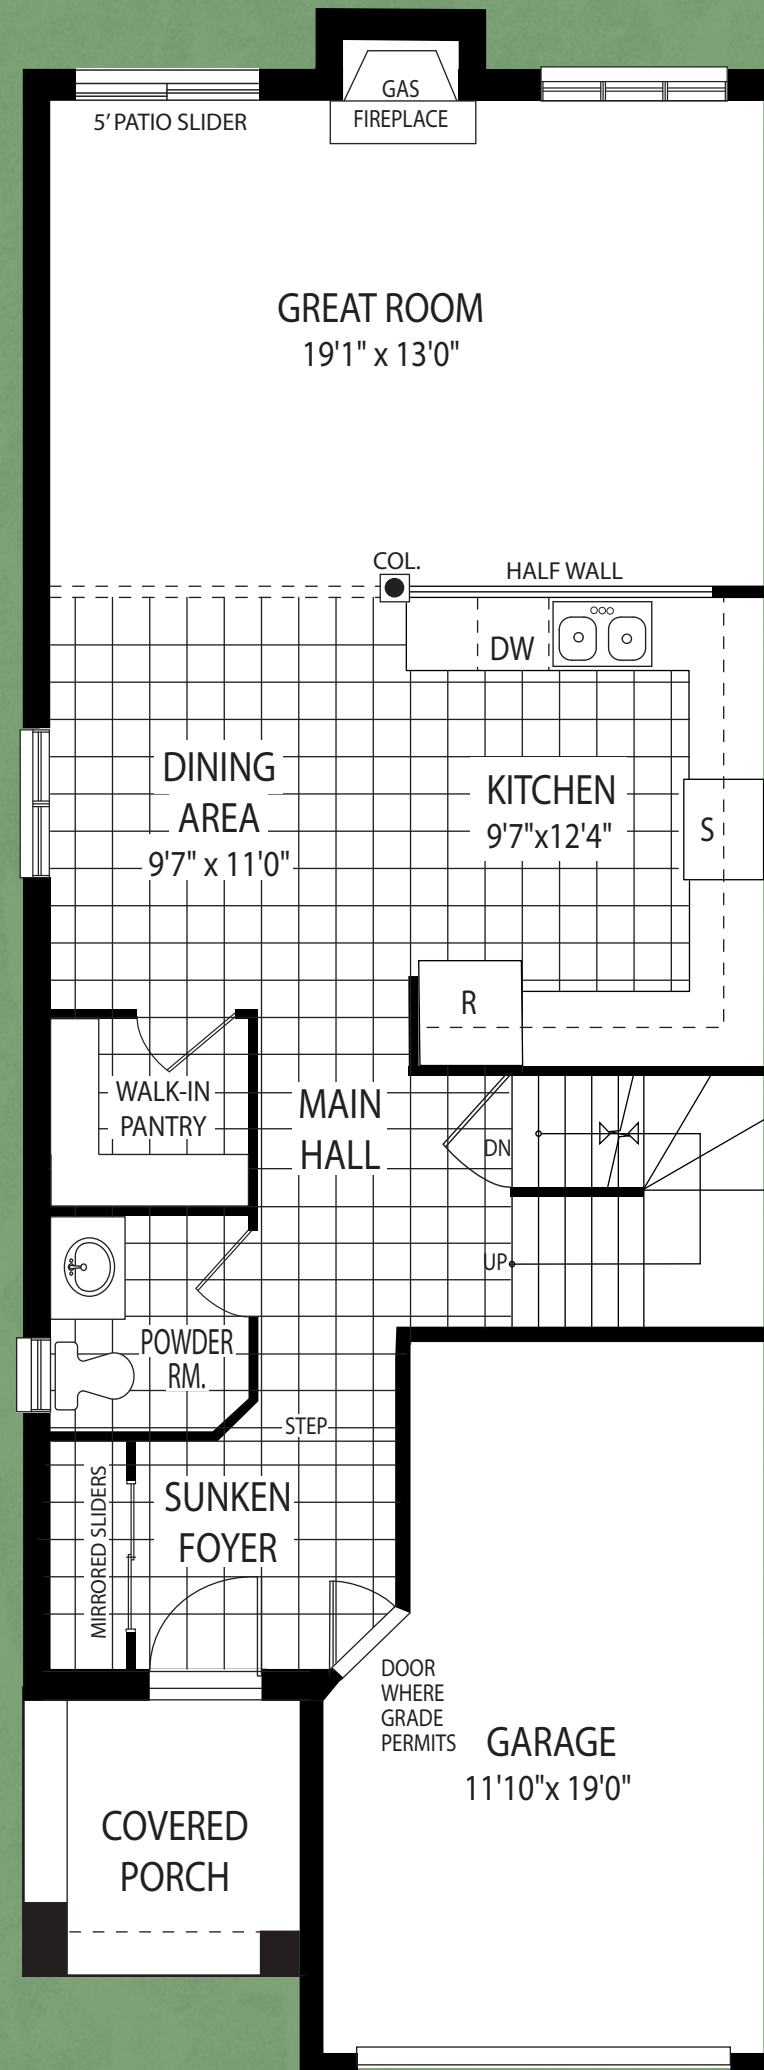 GAS
FIREPLACE
5' PATIO SLIDER
GREAT ROOM
19'1" x 13'0"
COL.
HALF WALL
DW
DINING
AREA
9'7" x 11'0"
KITCHEN
9'7"x12'4"
S
R
WALK-IN
PANTRY
MAIN
HALL
DN
UP
POWDER
RM.
STEP
MIRRORED SLIDERS
SUNKEN
FOYER
DOOR
WHERE
GRADE
PERMITS
GARAGE
11'10"x 19'0"
COVERED
PORCH